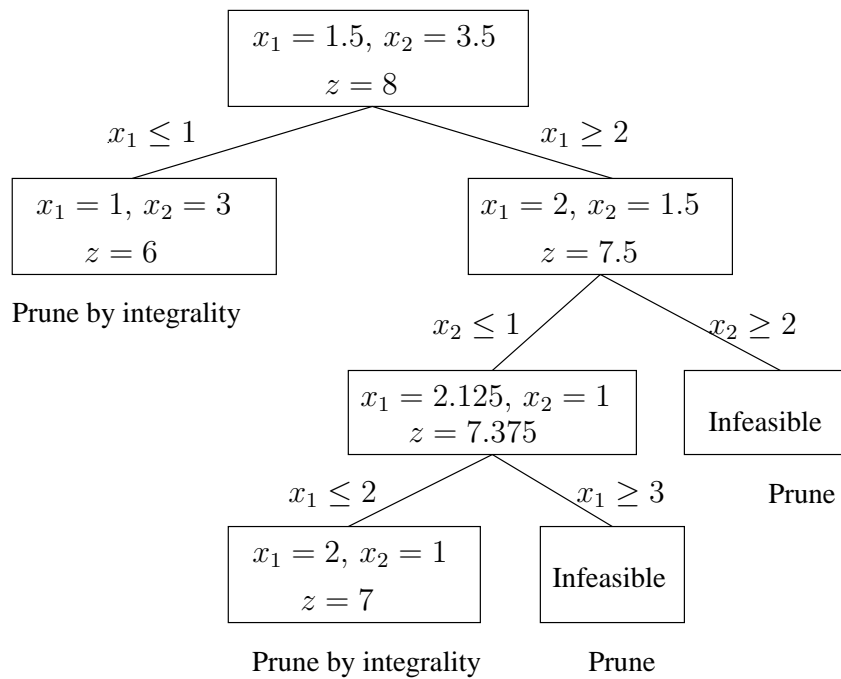 x₁ = 1.5, x₂ = 3.5
z = 8
x₁ ≤ 1
x₁ ≥ 2
x₁ = 1, x₂ = 3
z = 6
x₁ = 2, x₂ = 1.5
z = 7.5
Prune by integrality
x₂ ≤ 1
x₂ ≥ 2
x₁ = 2.125, x₂ = 1
z = 7.375
Infeasible
x₁ ≤ 2
x₁ ≥ 3
Prune
x₁ = 2, x₂ = 1
z = 7
Infeasible
Prune by integrality
Prune